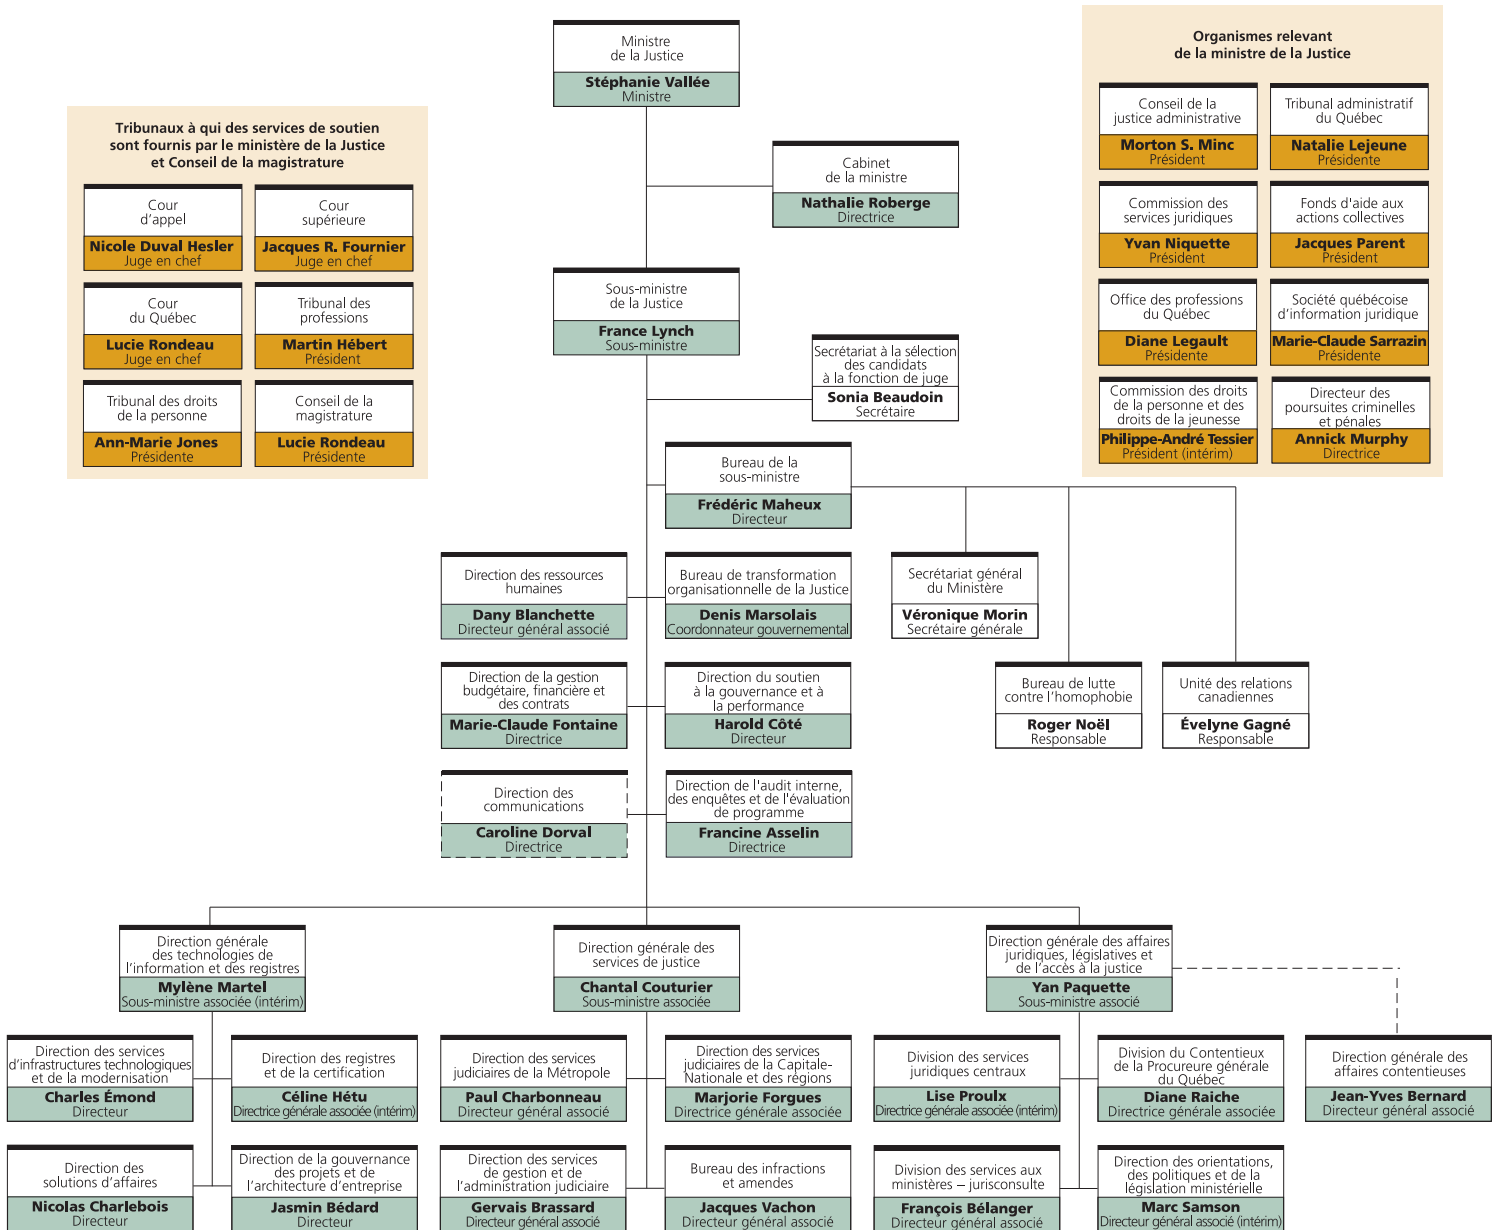 Ministre
de la Justice
Stéphanie Vallée
Ministre
Cabinet
de la ministre
Nathalie Roberge
Directrice
Sous-ministre
de la Justice
France Lynch
Sous-ministre
Secrétariat à la sélection
des candidats
à la fonction de juge
Sonia Beaudoin
Secrétaire
Tribunaux à qui des services de soutien
sont fournis par le ministère de la Justice
et Conseil de la magistrature
Cour
d'appel
Nicole Duval Hesler
Juge en chef
Cour
supérieure
Jacques R. Fournier
Juge en chef
Cour
du Québec
Lucie Rondeau
Juge en chef
Tribunal des
professions
Martin Hébert
Président
Tribunal des droits
de la personne
Ann-Marie Jones
Présidente
Conseil de la
magistrature
Lucie Rondeau
Présidente
Organismes relevant
de la ministre de la Justice
Conseil de la
justice administrative
Morton S. Minc
Président
Tribunal administratif
du Québec
Natalie Lejeune
Présidente
Commission des
services juridiques
Yvan Niquette
Président
Fonds d'aide aux
actions collectives
Jacques Parent
Président
Office des professions
du Québec
Diane Legault
Présidente
Société québécoise
d'information juridique
Marie-Claude Sarrazin
Présidente
Commission des droits
de la personne et des
droits de la jeunesse
Philippe-André Tessier
Président (intérim)
Directeur des
poursuites criminelles
et pénales
Annick Murphy
Directrice
Bureau de la
sous-ministre
Frédéric Maheux
Directeur
Direction des ressources
humaines
Dany Blanchette
Directeur général associé
Bureau de transformation
organisationnelle de la Justice
Denis Marsolais
Coordonnateur gouvernemental
Secrétariat général
du Ministère
Véronique Morin
Secrétaire générale
Direction de la gestion
budgétaire, financière et
des contrats
Marie-Claude Fontaine
Directrice
Direction du soutien
à la gouvernance et à
la performance
Harold Côté
Directeur
Bureau de lutte
contre l'homophobie
Roger Noël
Responsable
Unité des relations
canadiennes
Évelyne Gagné
Responsable
Direction des
communications
Caroline Dorval
Directrice
Direction de l'audit interne,
des enquêtes et de l'évaluation
de programme
Francine Asselin
Directrice
Direction générale
des technologies de
l'information et des registres
Mylène Martel
Sous-ministre associée (intérim)
Direction générale des
services de justice
Chantal Couturier
Sous-ministre associée
Direction générale des affaires
juridiques, législatives et
de l'accès à la justice
Yan Paquette
Sous-ministre associé
Direction des services
d'infrastructures technologiques
et de la modernisation
Charles Émond
Directeur
Direction des registres
et de la certification
Céline Hétu
Directrice générale associée (intérim)
Direction des services
judiciaires de la Métropole
Paul Charbonneau
Directeur général associé
Direction des services
judiciaires de la Capitale-
Nationale et des régions
Marjorie Forgues
Directrice générale associée
Division des services
juridiques centraux
Lise Proulx
Directrice générale associée (intérim)
Division du Contentieux
de la Procureure générale
du Québec
Diane Raiche
Directrice générale associée
Direction générale des
affaires contentieuses
Jean-Yves Bernard
Directeur général associé
Direction des
solutions d'affaires
Nicolas Charlebois
Directeur
Direction de la gouvernance
des projets et de
l'architecture d'entreprise
Jasmin Bédard
Directeur
Direction des services
de gestion et de
l'administration judiciaire
Gervais Brassard
Directeur général associé
Bureau des infractions
et amendes
Jacques Vachon
Directeur général associé
Division des services aux
ministères – jurisconsulte
François Bélanger
Directeur général associé
Direction des orientations,
des politiques et de la
législation ministérielle
Marc Samson
Directeur général associé (intérim)